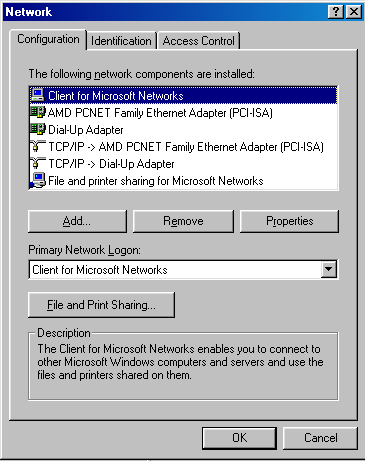 Network
Configuration Identification Access Control
The following network components are installed:
Client for Microsoft Networks
AMD PCNET Family Ethernet Adapter (PCI-ISA)
Dial-Up Adapter
TCP/IP -> AMD PCNET Family Ethernet Adapter (PCI-ISA)
TCP/IP -> Dial-Up Adapter
File and printer sharing for Microsoft Networks
Add... Remove Properties
Primary Network Logon:
Client for Microsoft Networks
File and Print Sharing...
Description
The Client for Microsoft Networks enables you to connect to
other Microsoft Windows computers and servers and use the
files and printers shared on them.
OK Cancel